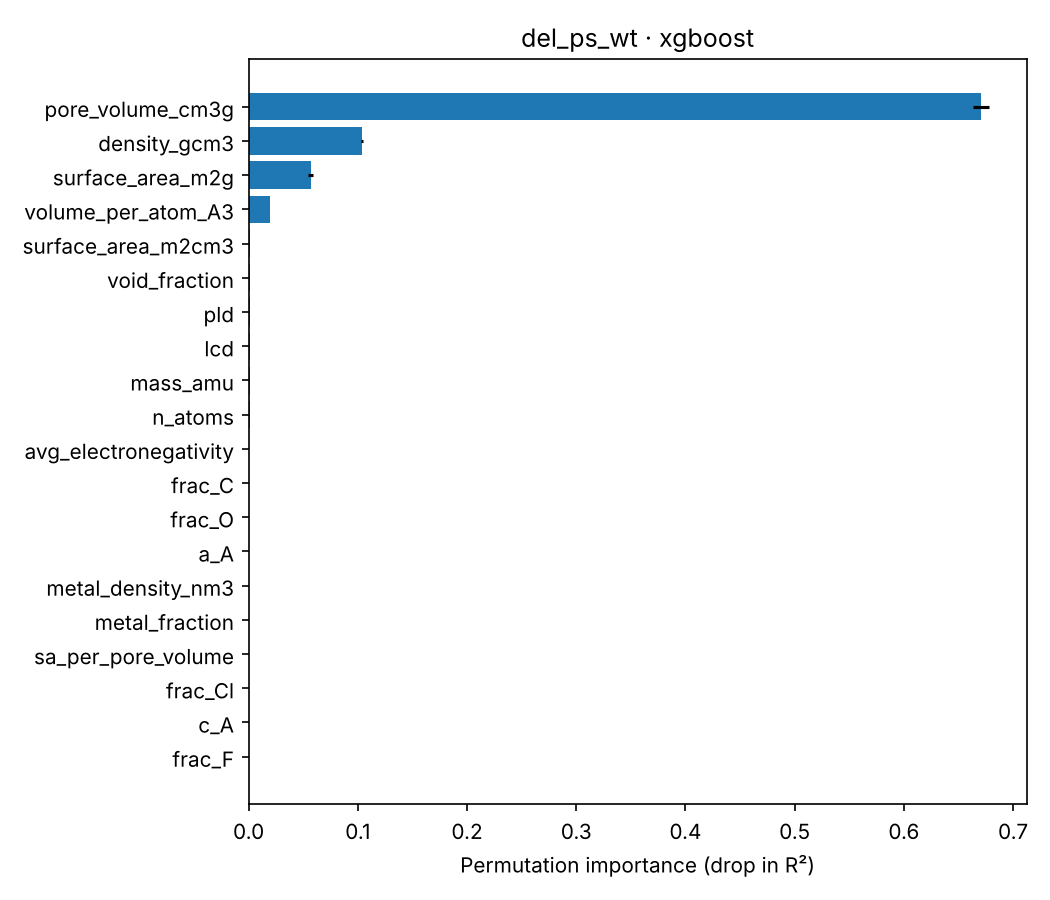 del_ps_wt · xgboost
pore_volume_cm3g
density_gcm3
surface_area_m2g
volume_per_atom_A3
surface_area_m2cm3
void_fraction
pld
lcd
mass_amu
n_atoms
avg_electronegativity
frac_C
frac_O
a_A
metal_density_nm3
metal_fraction
sa_per_pore_volume
frac_Cl
c_A
frac_F
0.0 0.1 0.2 0.3 0.4 0.5 0.6 0.7
Permutation importance (drop in R²)